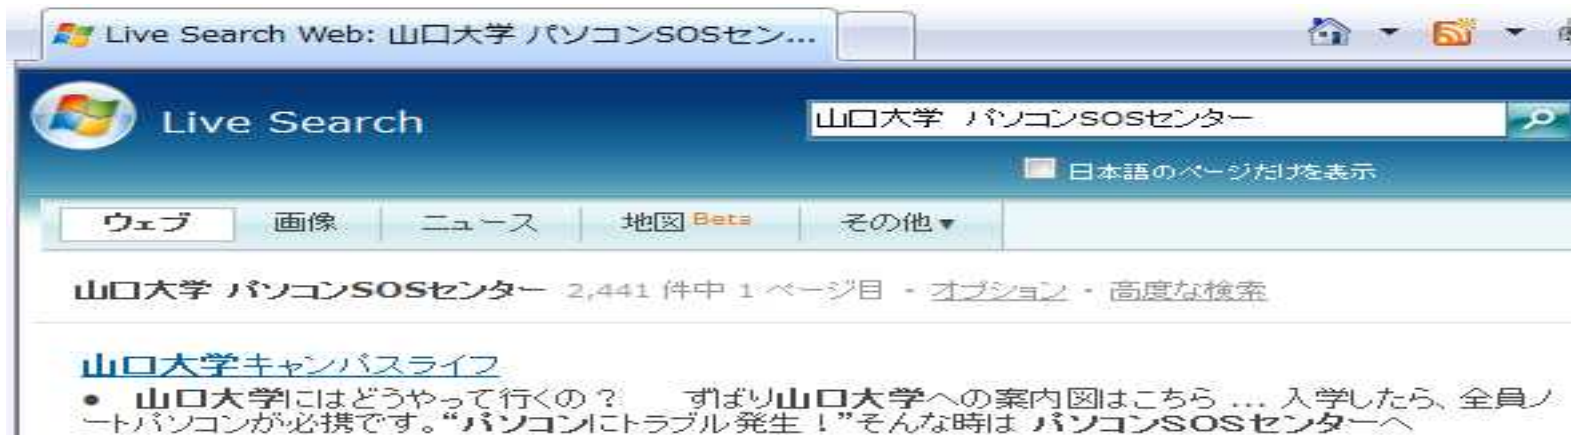 Live Search Web: 山口大学 パソコンSOSセン...
Live Search
山口大学 パソコンSOSセンター
日本語のページだけを表示
ウェブ 画像 ニュース 地図 Beta その他▼
山口大学 パソコンSOSセンター 2,441 件中 1 ページ目 ・ オプション ・ 高度な検索
山口大学キャンパスライフ
● 山口大学にはどうやって行くの？ ずばり山口大学への案内図はこちら ... 入学したら、全員ノ
ートパソコンが必携です。“パソコンにトラブル発生！”そんな時は パソコンSOSセンターへ